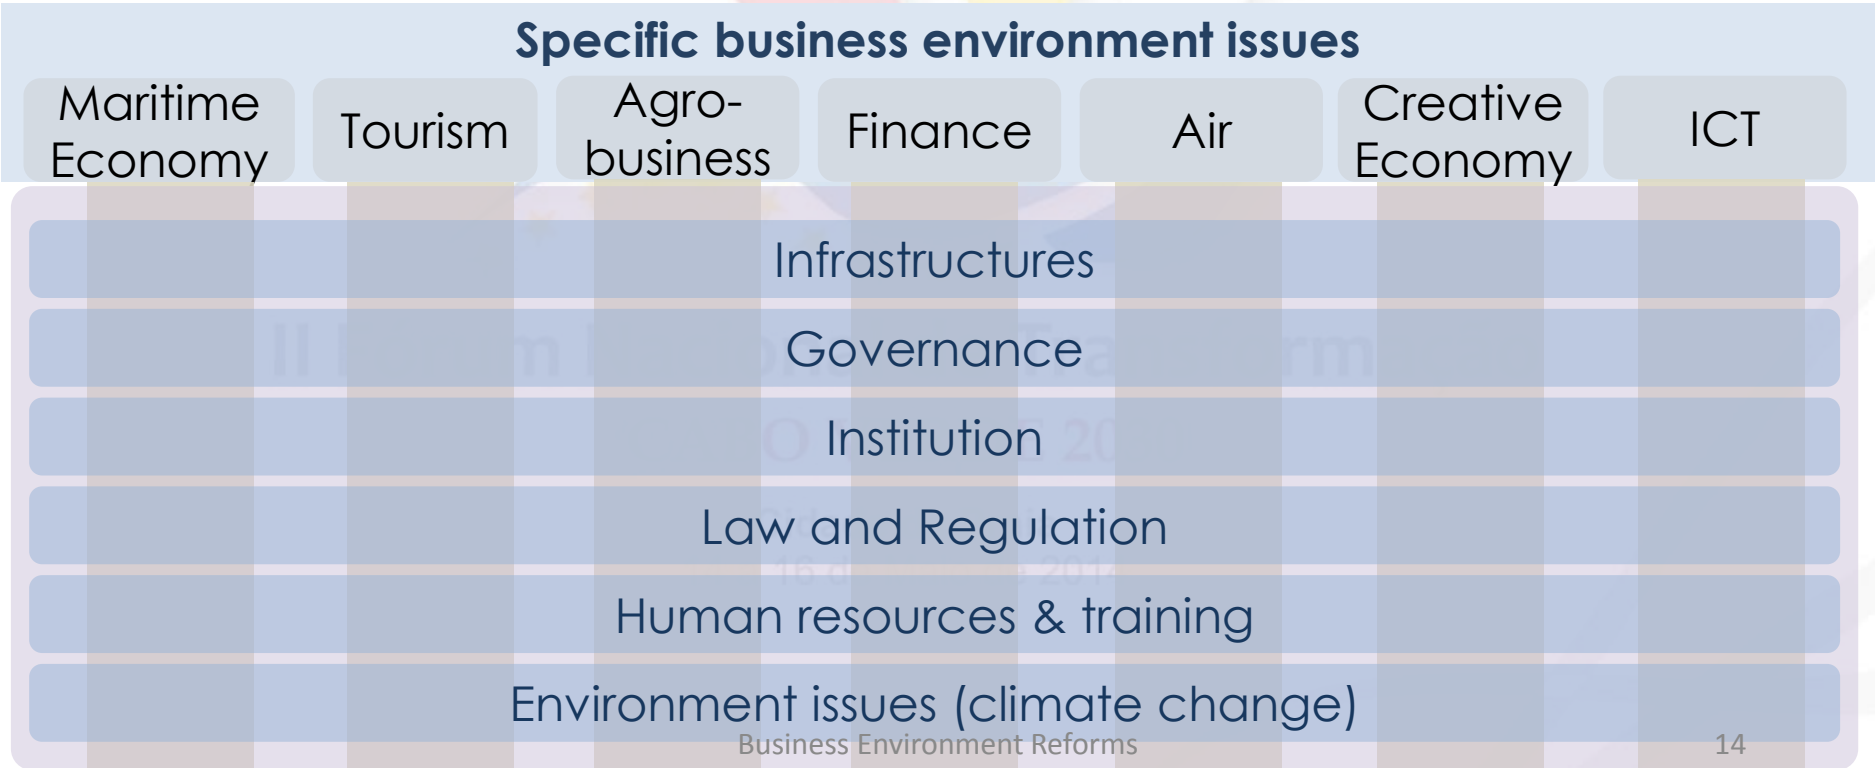 Specific business environment issues
Maritime
Economy
Tourism
Agro-
business
Finance
Air
Creative
Economy
ICT
Infrastructures
Governance
Institution
Law and Regulation
Human resources & training
Environment issues (climate change)
Business Environment Reforms
14